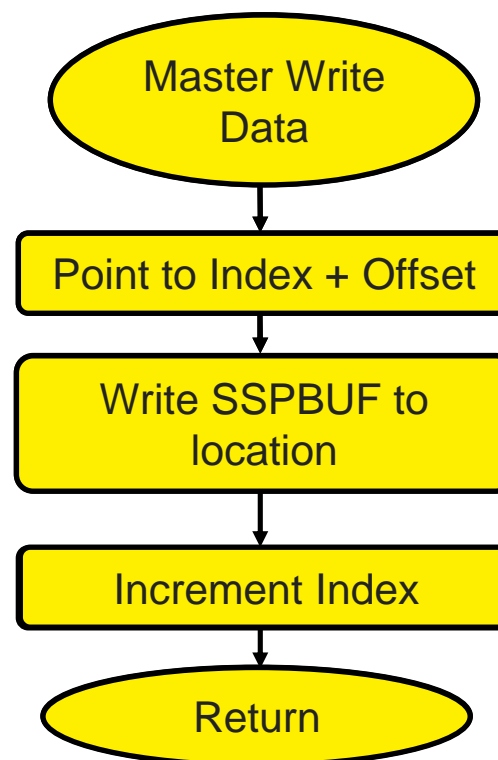 Master Write
Data
Point to Index + Offset
Write SSPBUF to
location
Increment Index
Return